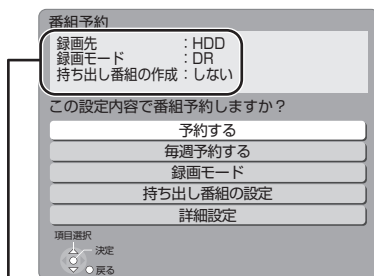 番組予約
録画先　　　　　：HDD
録画モード　　　：DR
持ち出し番組の作成：しない
この設定内容で番組予約しますか？
予約する
毎週予約する
録画モード
持ち出し番組の設定
詳細設定
項目選択
決定
戻る